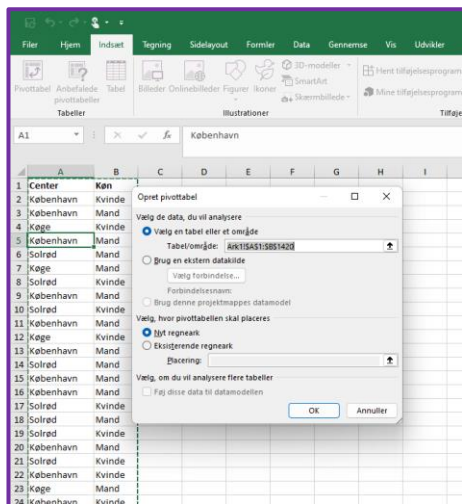 Filer Hjem Indsæt Tegning Sidelayout Formler Data Gennemse Vis Udvikler
Pivottabel Anbefalede pivottabeller Tabel Billeder Onlinebilleder Figurer Ikoner 3D-modeller SmartArt Skærmbillede Hent tilføjelsesprogram Mine tilføjelsesprogram
Tabeller Illustrationer Tilføje
A1 fx København
A B C D E F G H I
1 Center Køn
2 København Kvinde
3 København Mand
4 Køge Kvinde
5 København Mand
6 Solrød Mand
7 Køge Mand
8 Solrød Kvinde
9 København Mand
10 Solrød Kvinde
11 København Mand
12 Køge Kvinde
13 København Mand
14 Solrød Mand
15 København Mand
16 København Mand
17 Solrød Kvinde
18 København Mand
19 Solrød Kvinde
20 København Mand
21 Solrød Kvinde
22 København Kvinde
23 Køge Mand
24 København Kvinde
Opret pivottabel
Vælg de data, du vil analysere
Vælg en tabel eller et område
Tabel/område: Ark1!$A$1:$B$1420
Brug en ekstern datakilde
Vælg forbindelse...
Forbindelsesnavn:
Brug denne projektmappes datamodel
Vælg, hvor pivottabellen skal placeres
Nyt regneark
Eksisterende regneark
Placering:
Vælg, om du vil analysere flere tabeller
Føj disse data til datamodellen
OK Annuller